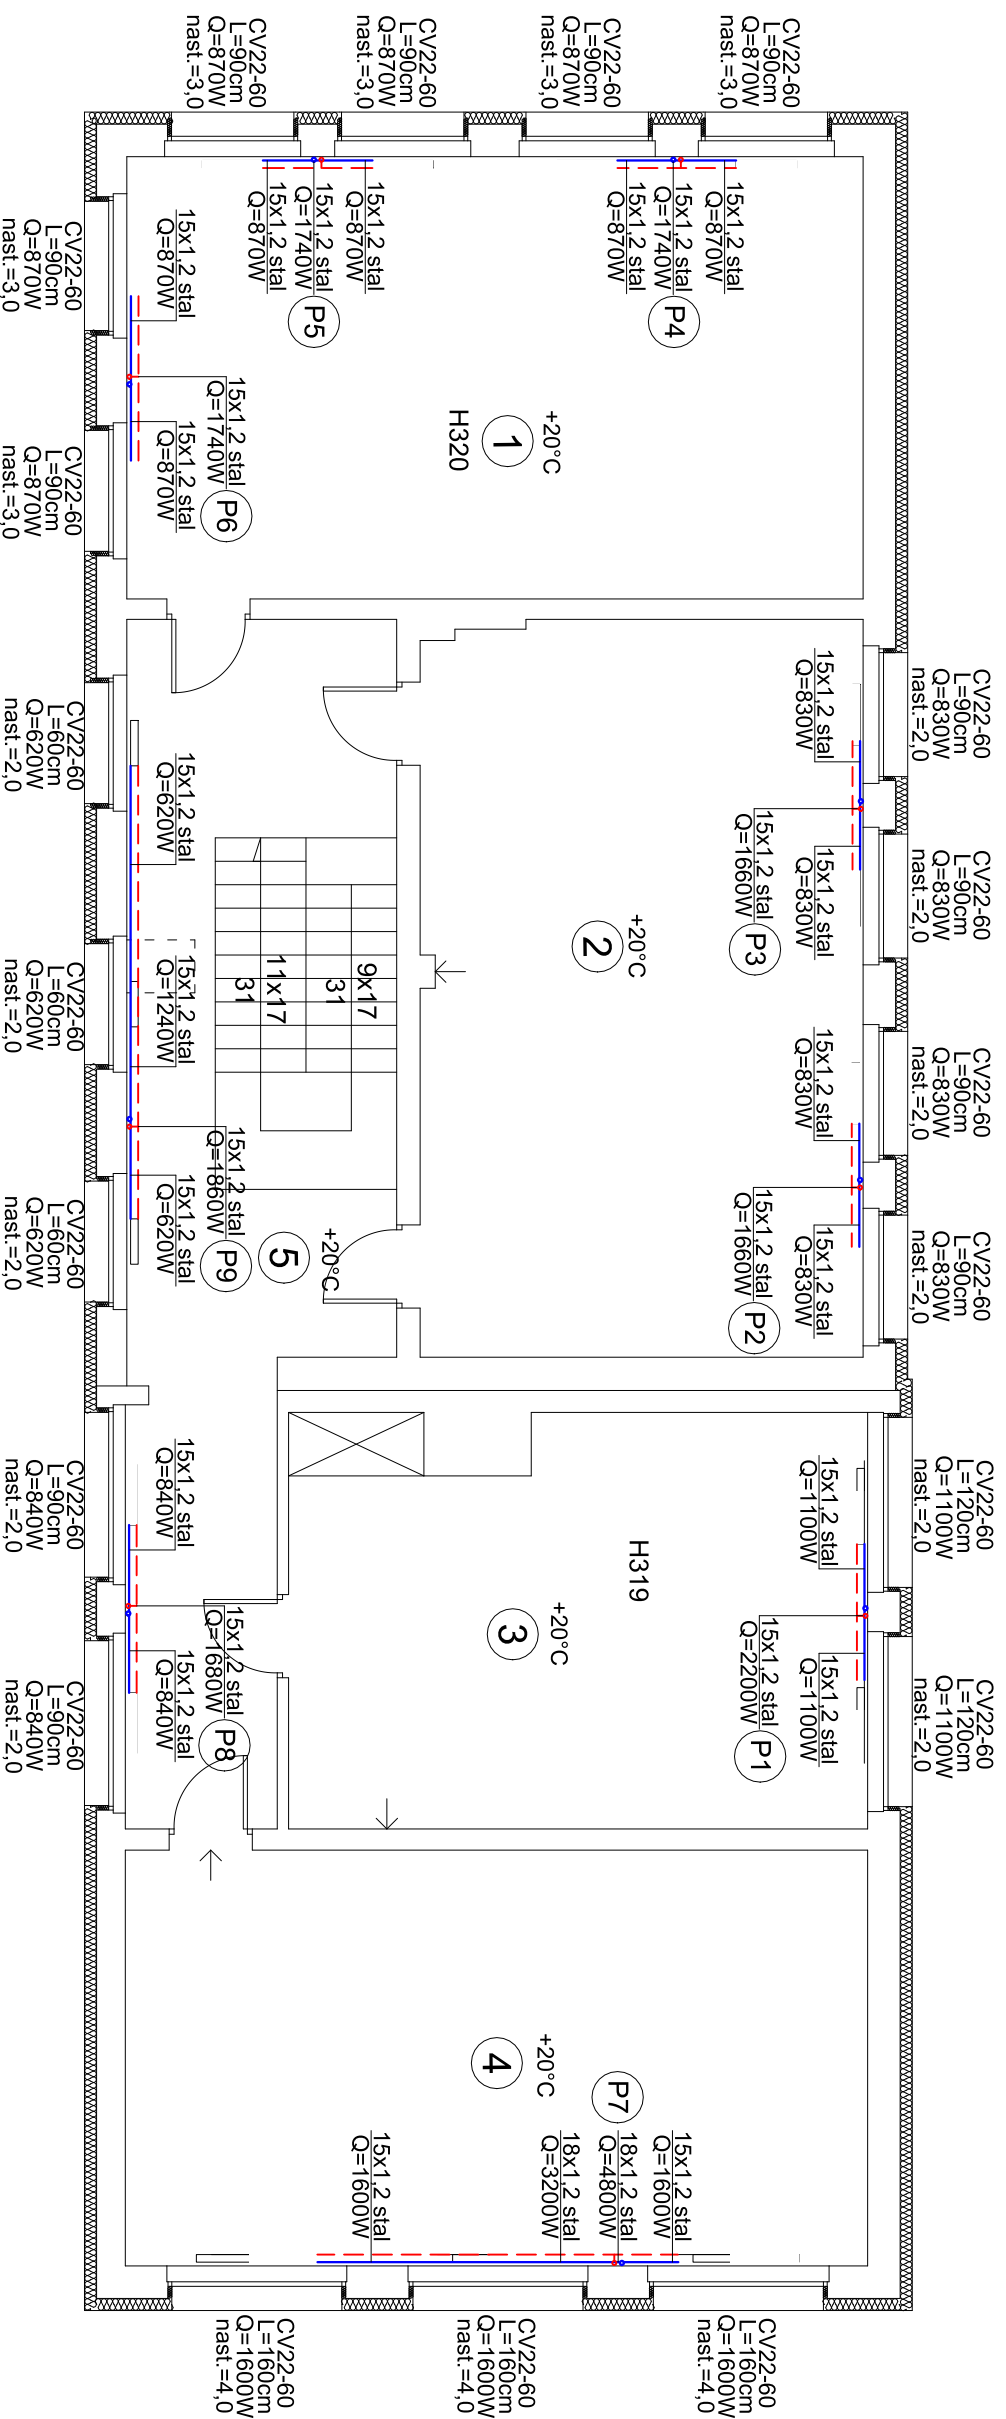 CV22-60
L=90cm
Q=870W
nast.=3,0
CV22-60
L=90cm
Q=870W
nast.=3,0
CV22-60
L=90cm
Q=870W
nast.=3,0
CV22-60
L=90cm
Q=870W
nast.=3,0
15x1,2 stal
Q=870W
15x1,2 stal
Q=1740W
15x1,2 stal
Q=870W
P4
15x1,2 stal
Q=870W
15x1,2 stal
Q=1740W
15x1,2 stal
Q=870W
P5
15x1,2 stal
Q=870W
15x1,2 stal
Q=1740W
15x1,2 stal
Q=870W
P6
CV22-60
L=90cm
Q=870W
nast.=3,0
CV22-60
L=90cm
Q=870W
nast.=3,0
+20°C
1
H320
CV22-60
L=90cm
Q=830W
nast.=2,0
CV22-60
L=90cm
Q=830W
nast.=2,0
CV22-60
L=90cm
Q=830W
nast.=2,0
CV22-60
L=90cm
Q=830W
nast.=2,0
15x1,2 stal
Q=830W
15x1,2 stal
Q=830W
15x1,2 stal
Q=1660W
P3
15x1,2 stal
Q=830W
15x1,2 stal
Q=830W
15x1,2 stal
Q=1660W
P2
+20°C
2
9x17
31
11x17
31
15x1,2 stal
Q=620W
15x1,2 stal
Q=1240W
15x1,2 stal
Q=620W
15x1,2 stal
Q=1860W
P9
+20°C
5
CV22-60
L=60cm
Q=620W
nast.=2,0
CV22-60
L=60cm
Q=620W
nast.=2,0
CV22-60
L=60cm
Q=620W
nast.=2,0
CV22-60
L=120cm
Q=1100W
nast.=2,0
CV22-60
L=120cm
Q=1100W
nast.=2,0
15x1,2 stal
Q=1100W
15x1,2 stal
Q=1100W
15x1,2 stal
Q=2200W
P1
H319
+20°C
3
15x1,2 stal
Q=840W
15x1,2 stal
Q=840W
15x1,2 stal
Q=1680W
P8
CV22-60
L=90cm
Q=840W
nast.=2,0
CV22-60
L=90cm
Q=840W
nast.=2,0
+20°C
4
P7
15x1,2 stal
Q=1600W
18x1,2 stal
Q=4800W
18x1,2 stal
Q=3200W
15x1,2 stal
Q=1600W
CV22-60
L=160cm
Q=1600W
nast.=4,0
CV22-60
L=160cm
Q=1600W
nast.=4,0
CV22-60
L=160cm
Q=1600W
nast.=4,0